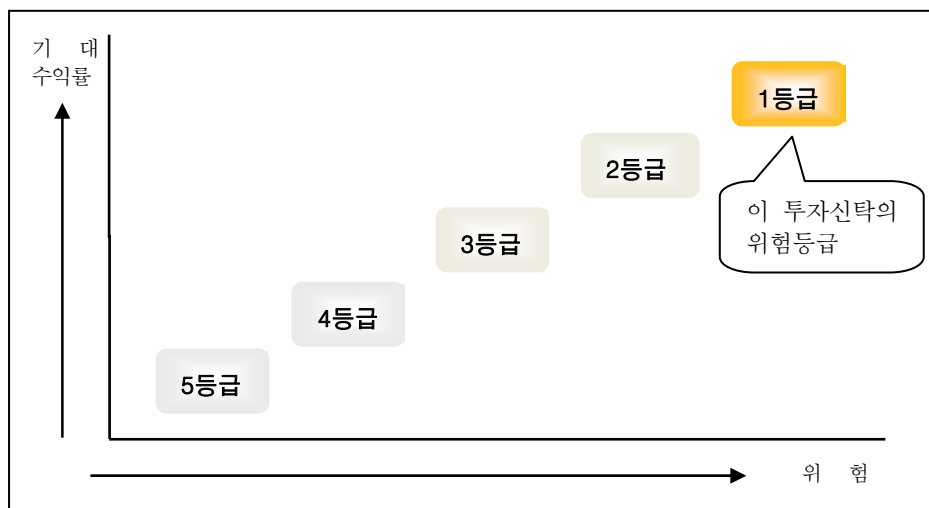 기 대
수익률
1등급
2등급
이 투자신탁의
위험등급
3등급
4등급
5등급
위 험